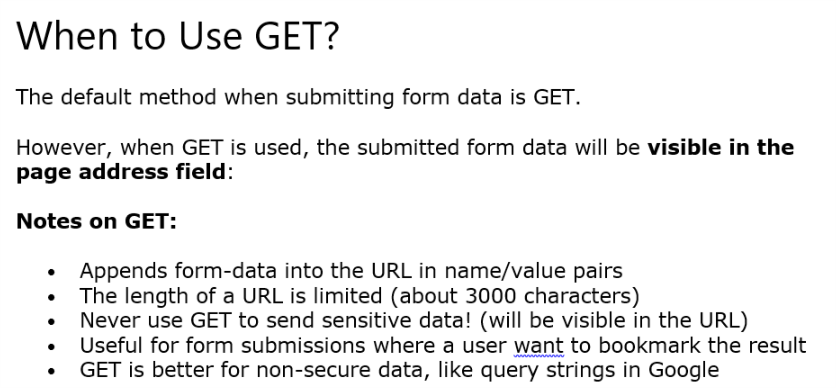 When to Use GET?
The default method when submitting form data is GET.
However, when GET is used, the submitted form data will be visible in the
page address field:
Notes on GET:
• Appends form-data into the URL in name/value pairs
• The length of a URL is limited (about 3000 characters)
• Never use GET to send sensitive data! (will be visible in the URL)
• Useful for form submissions where a user want to bookmark the result
• GET is better for non-secure data, like query strings in Google